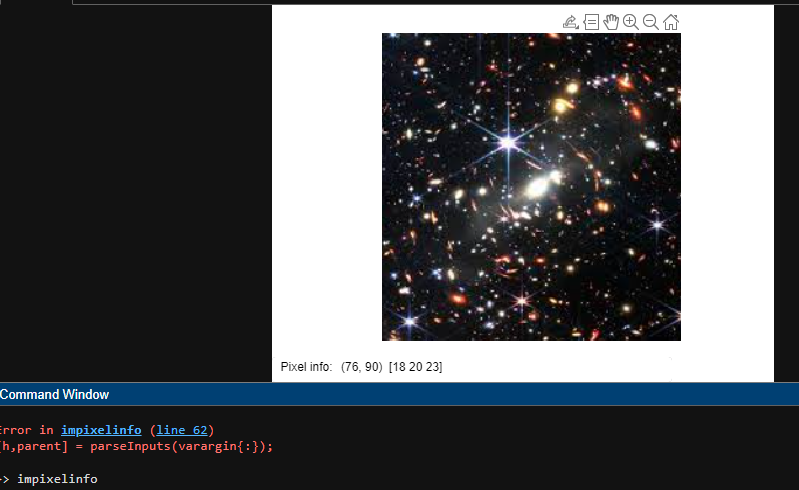 Pixel info: (76, 90) [18 20 23]
Command Window
Error in impixelinfo (line 62)
[h,parent] = parseInputs(varargin{:});
>> impixelinfo